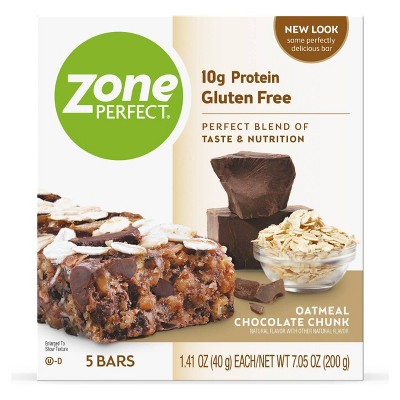 NEW LOOK
same perfectly
delicious bar
zone
PERFECT®
10g Protein
Gluten Free
PERFECT BLEND OF
TASTE & NUTRITION
OATMEAL
CHOCOLATE CHUNK
NATURAL FLAVOR WITH OTHER NATURAL FLAVOR
Enlarged To
Show Texture
U-D
5 BARS
1.41 OZ (40 g) EACH/NET WT 7.05 OZ (200 g)